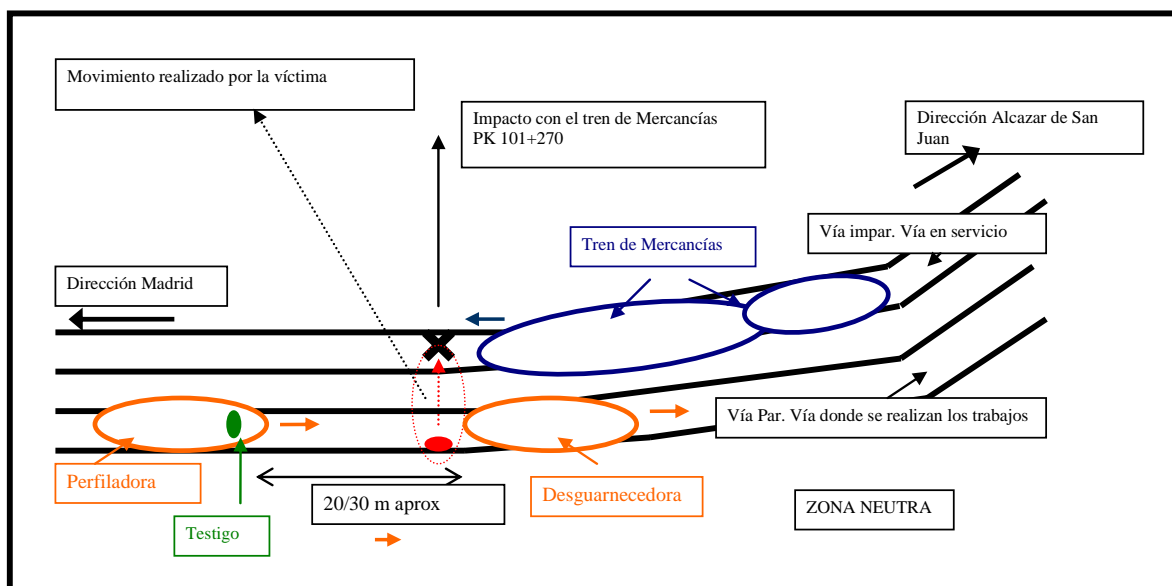 Movimiento realizado por la víctima
Impacto con el tren de Mercancías
PK 101+270
Dirección Alcazar de San
Juan
Vía impar. Vía en servicio
Tren de Mercancías
Dirección Madrid
Vía Par. Vía donde se realizan los trabajos
Perfiladora
20/30 m aprox
Desguarnecedora
ZONA NEUTRA
Testigo